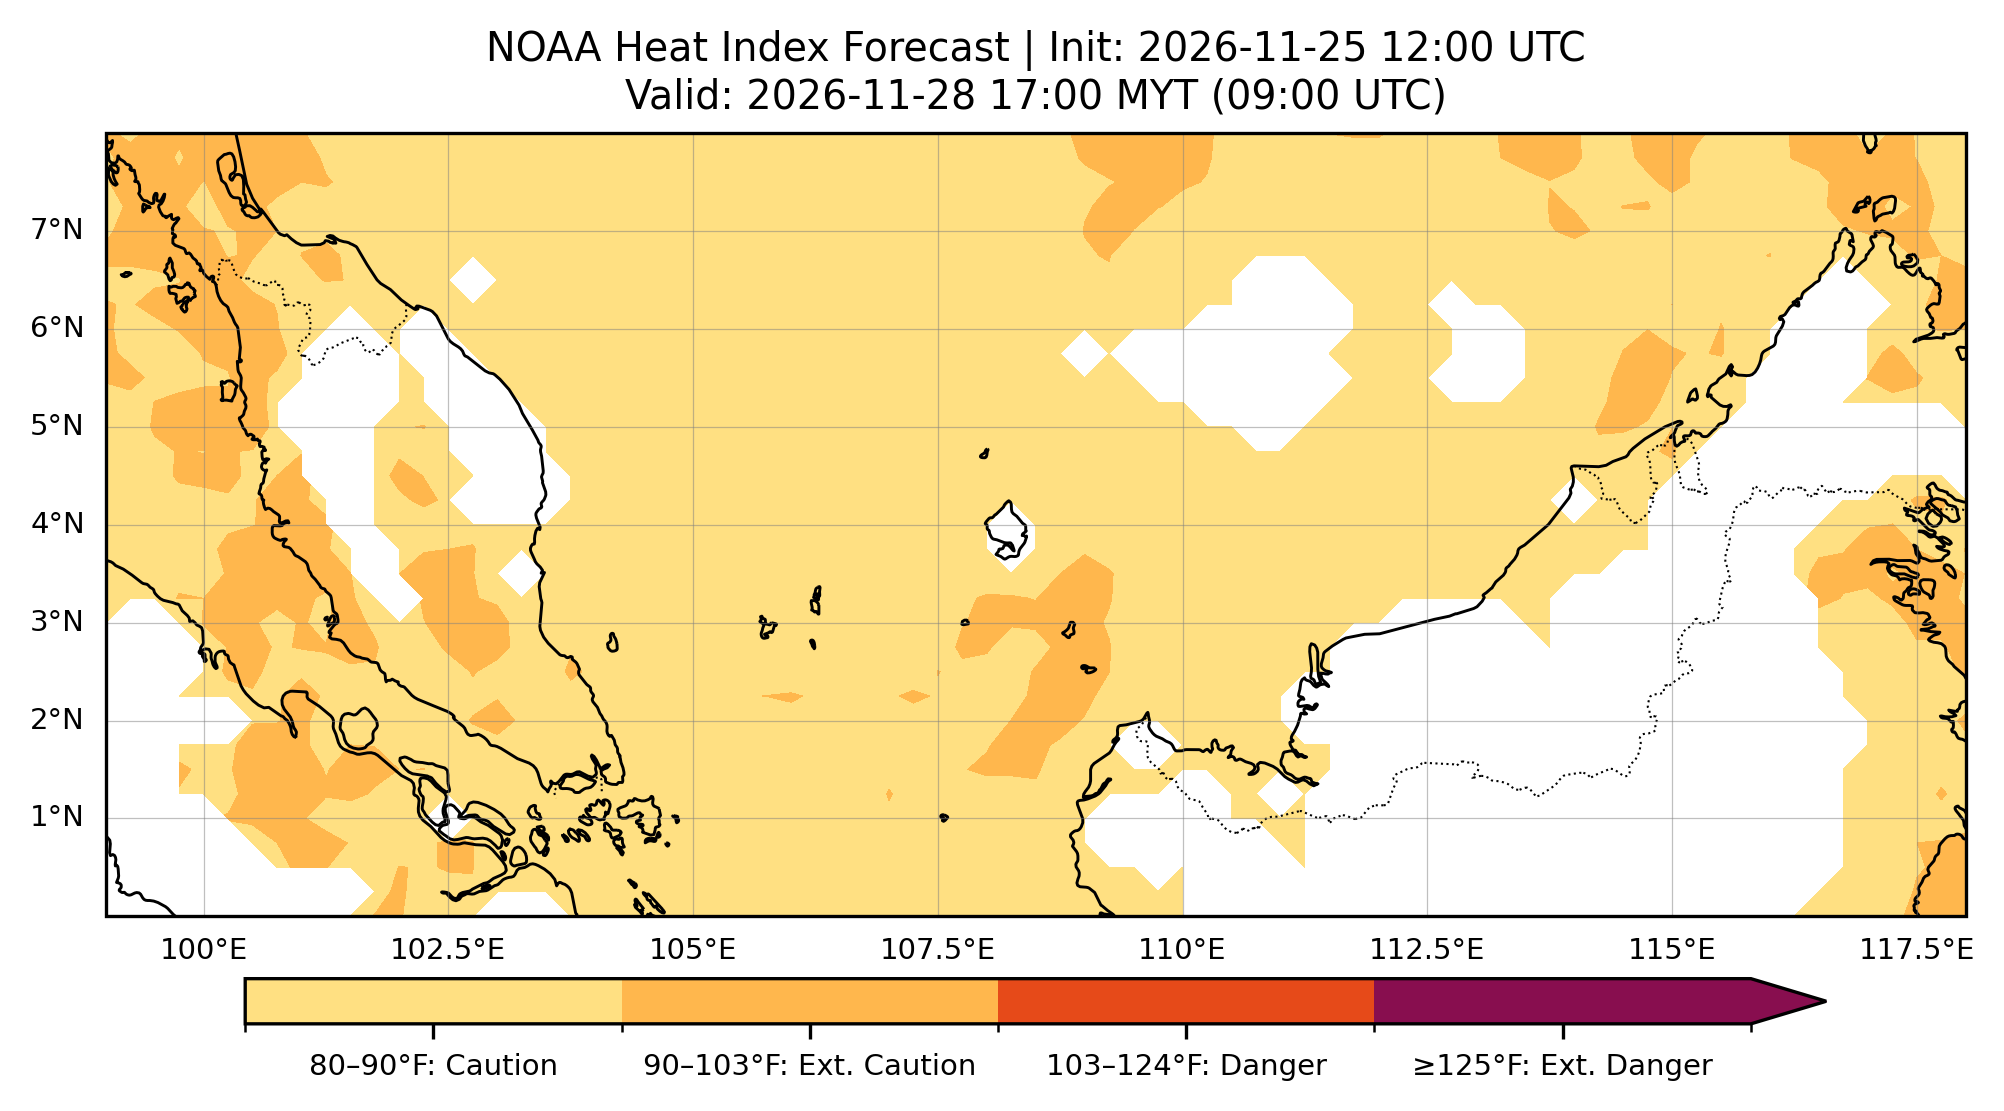 NOAA Heat Index Forecast | Init: 2026-11-25 12:00 UTC
Valid: 2026-11-28 17:00 MYT (09:00 UTC)
7°N
6°N
5°N
4°N
3°N
2°N
1°N
100°E
102.5°E
105°E
107.5°E
110°E
112.5°E
115°E
117.5°E
80–90°F: Caution
90–103°F: Ext. Caution
103–124°F: Danger
≥125°F: Ext. Danger